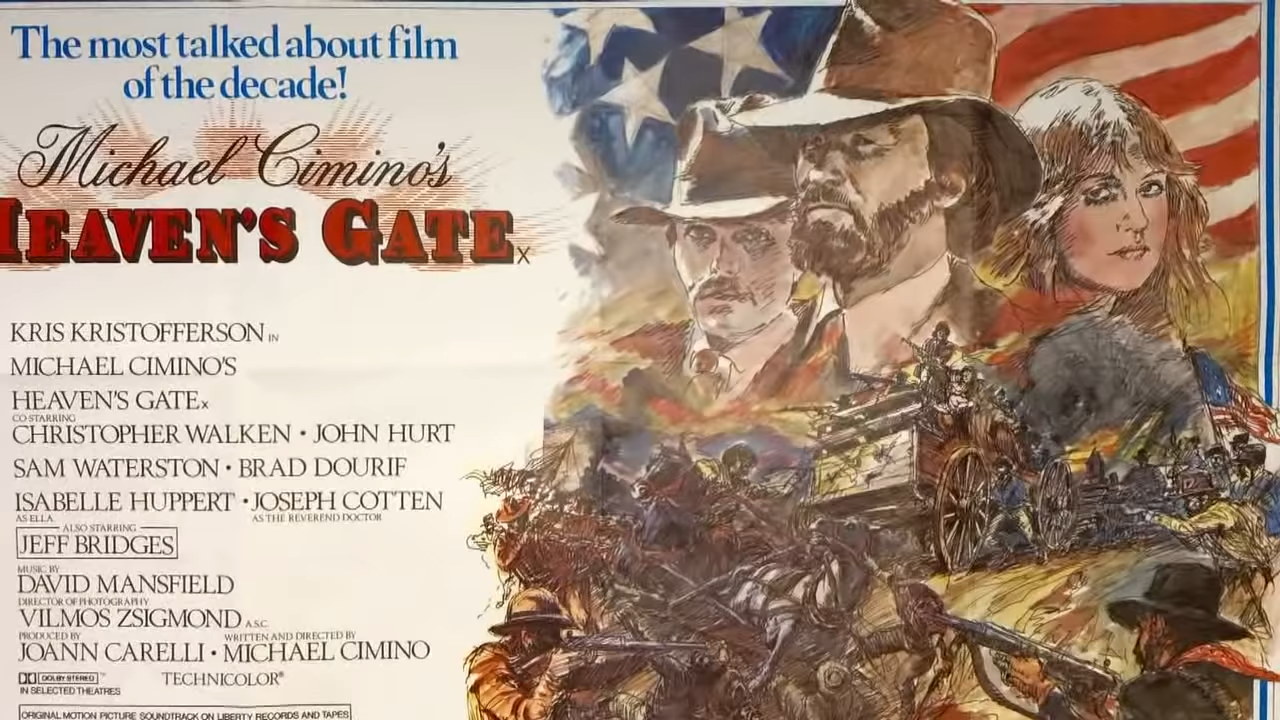 The most talked about film
of the decade!
Michael Cimino's
HEAVEN'S GATE x
KRIS KRISTOFFERSON IN
MICHAEL CIMINO'S
HEAVEN'S GATE x
CO STARRING
CHRISTOPHER WALKEN • JOHN HURT
SAM WATERSTON • BRAD DOURIF
ISABELLE HUPPERT • JOSEPH COTTEN
AS ELLA AS THE REVEREND DOCTOR
ALSO STARRING
JEFF BRIDGES
MUSIC BY
DAVID MANSFIELD
DIRECTOR OF PHOTOGRAPHY
VILMOS ZSIGMOND A.S.C.
PRODUCED BY WRITTEN AND DIRECTED BY
JOANN CARELLI • MICHAEL CIMINO
DOLBY STEREO™ TECHNICOLOR®
IN SELECTED THEATRES
ORIGINAL MOTION PICTURE SOUNDTRACK ON LIBERTY RECORDS AND TAPES